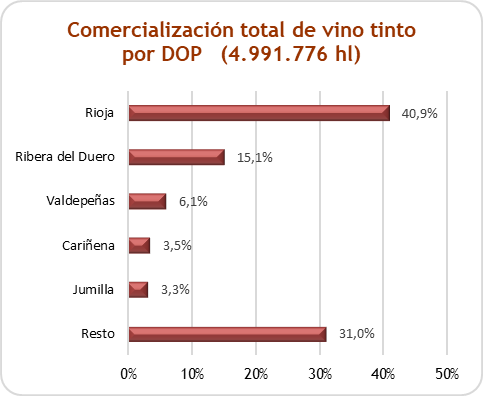 Comercialización total de vino tinto
por DOP (4.991.776 hl)
Rioja 40,9%
Ribera del Duero 15,1%
Valdepeñas 6,1%
Cariñena 3,5%
Jumilla 3,3%
Resto 31,0%
0% 10% 20% 30% 40% 50%